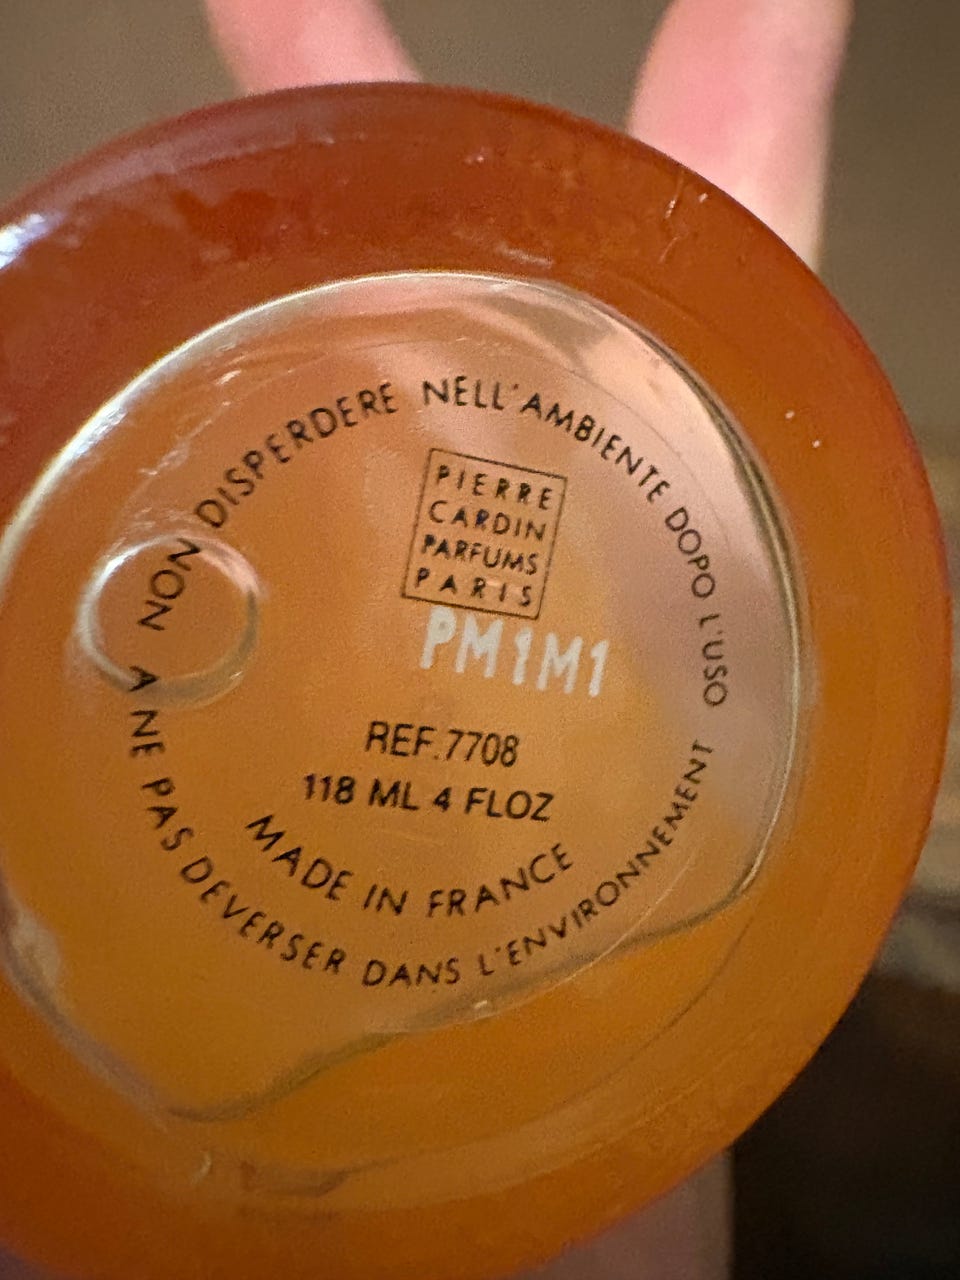 NON DISPERDERE NELL'AMBIENTE DOPO L'USO
PIERRE
CARDIN
PARFUMS
PARIS
PM1M1
REF.7708
118 ML 4 FLOZ
MADE IN FRANCE
A NE PAS DEVERSER DANS L'ENVIRONNEMENT